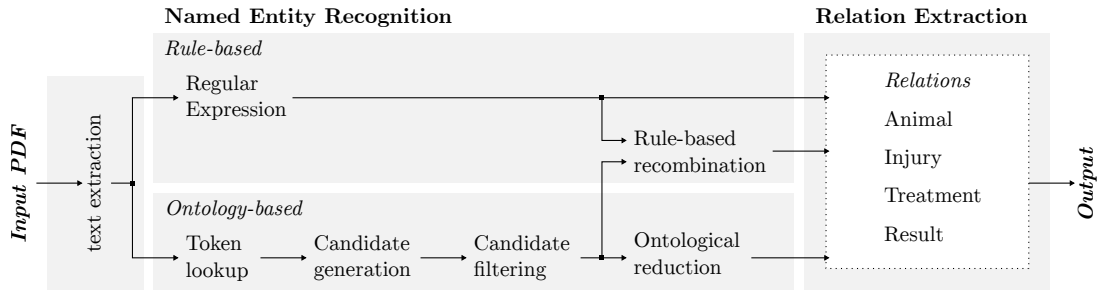 Named Entity Recognition
Relation Extraction
Input PDF
text extraction
Rule-based
Regular
Expression
Rule-based
recombination
Ontology-based
Token
lookup
Candidate
generation
Candidate
filtering
Ontological
reduction
Relations
Animal
Injury
Treatment
Result
Output